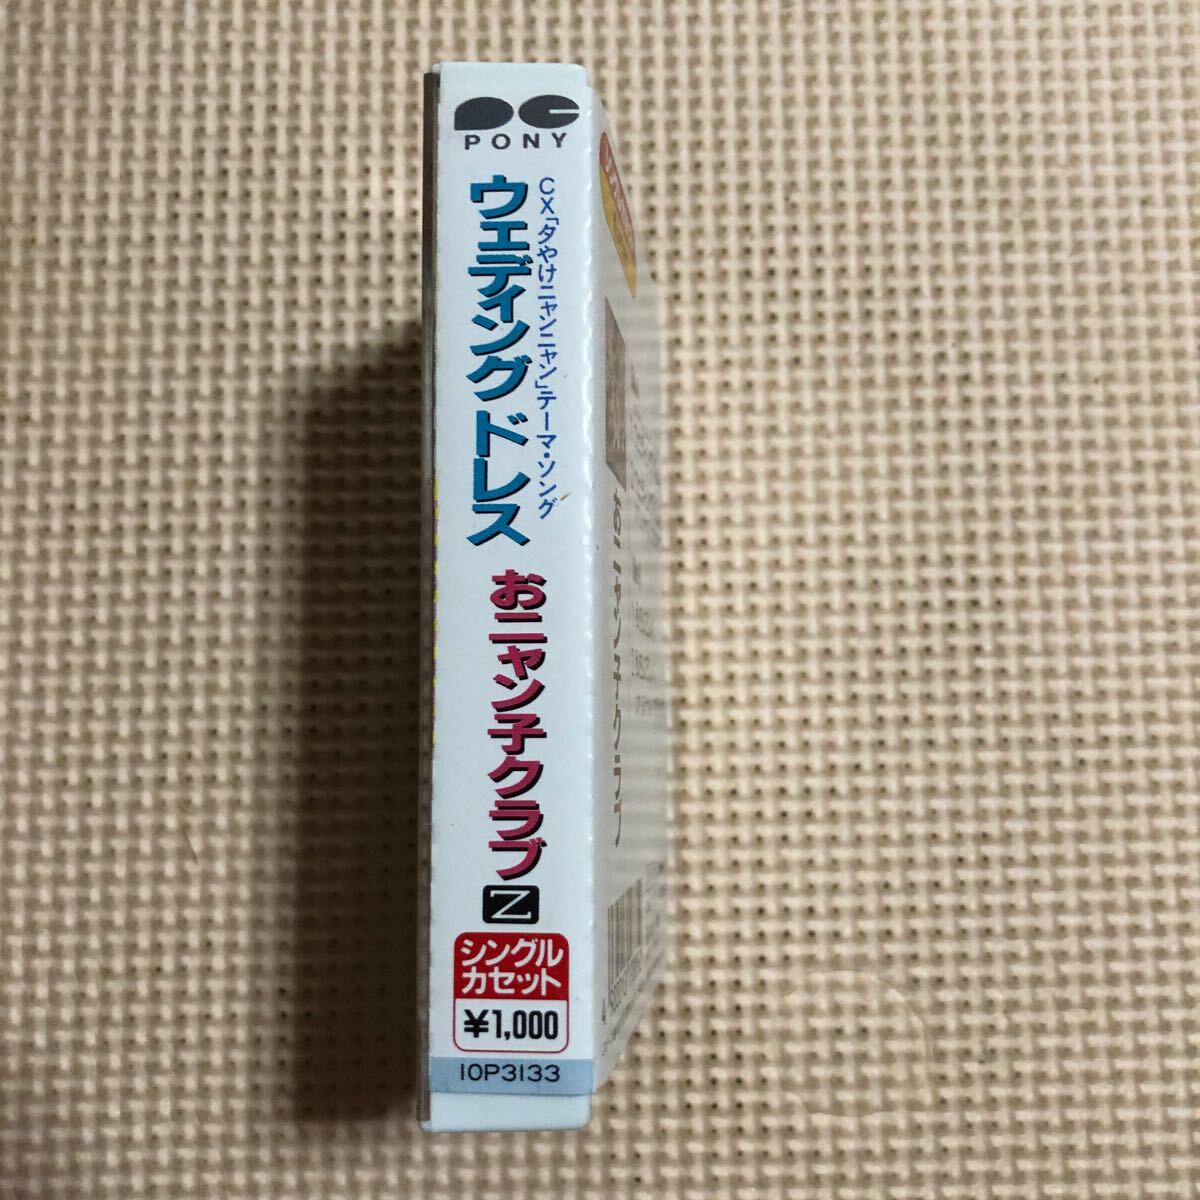 PONY
CX「夕やけニャンニャン」テーマ・ソング
ウェディングドレス
おニャン子クラブ
Z
シングル
カセット
¥1,000
10P3133